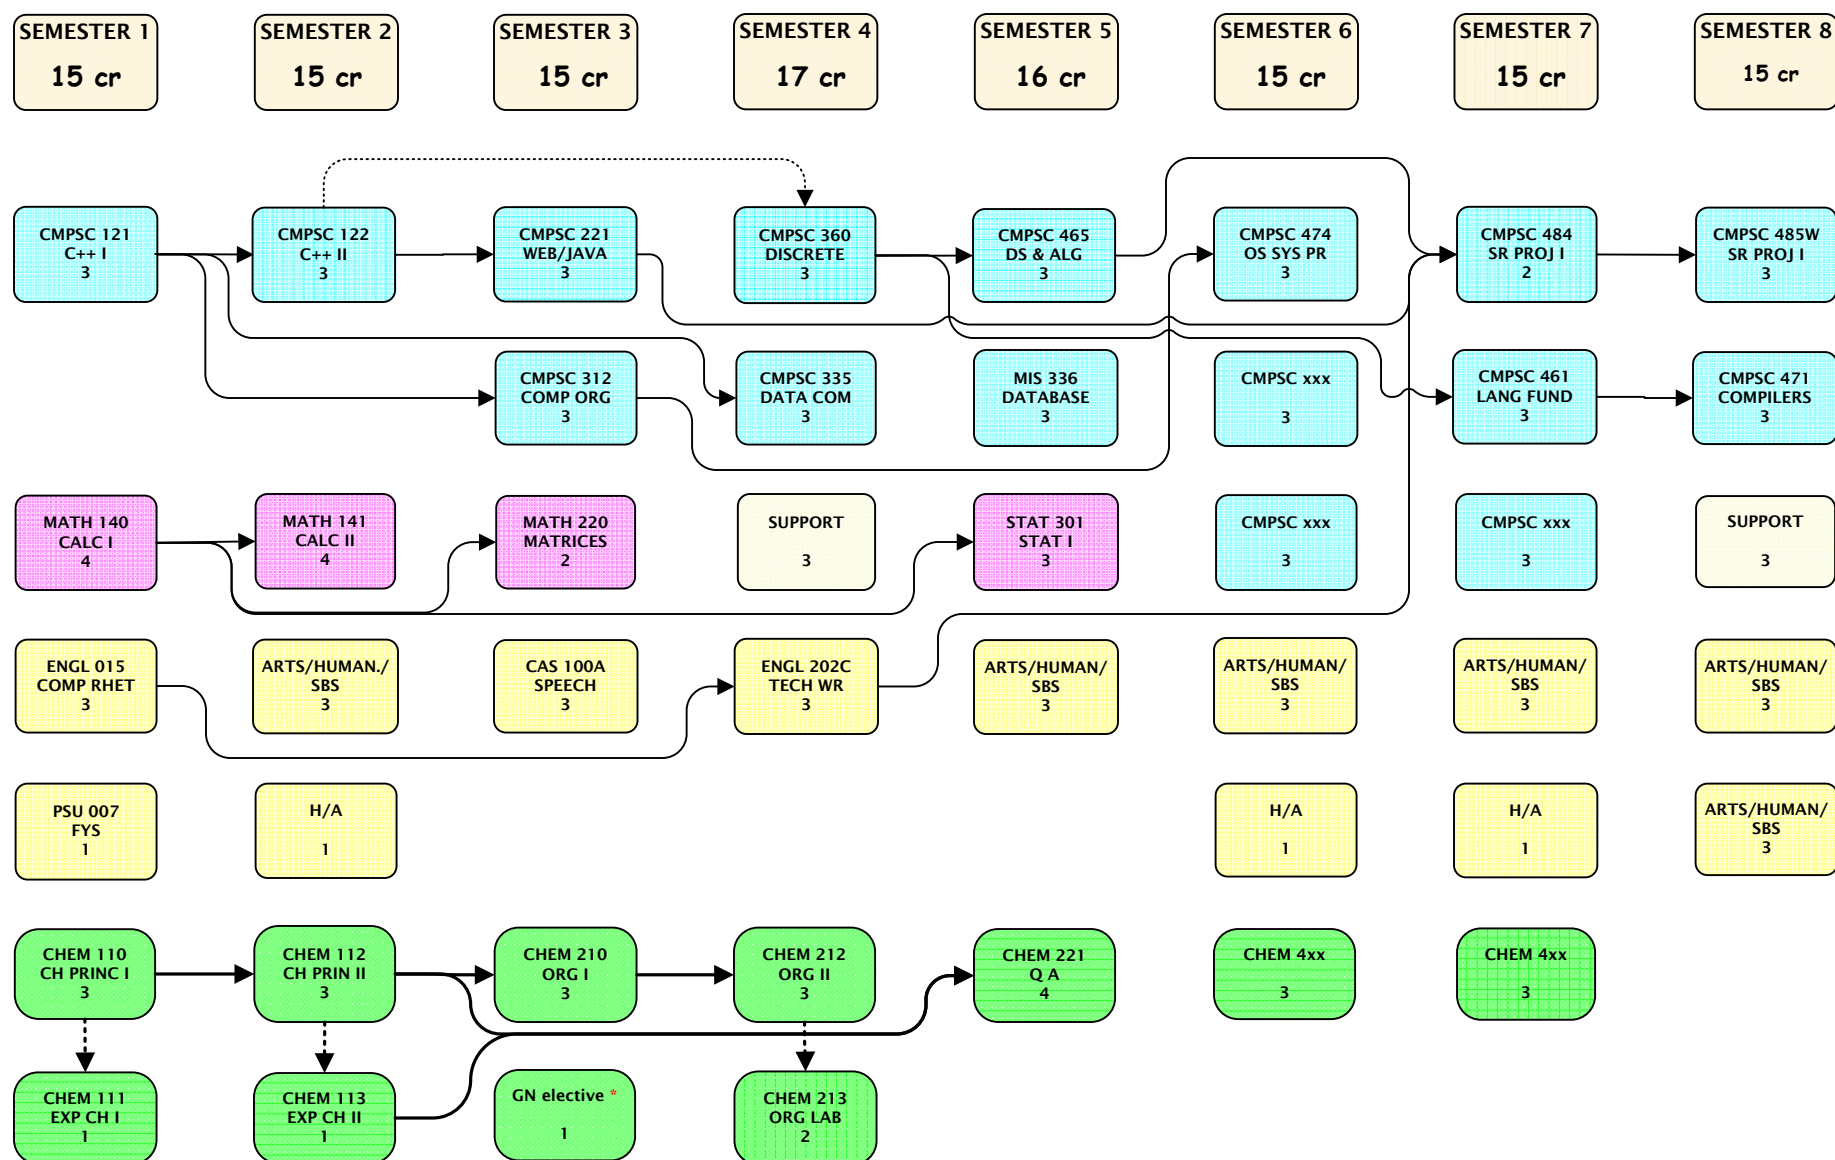 SEMESTER 1
15 cr
SEMESTER 2
15 cr
SEMESTER 3
15 cr
SEMESTER 4
17 cr
SEMESTER 5
16 cr
SEMESTER 6
15 cr
SEMESTER 7
15 cr
SEMESTER 8
15 cr
CMPSC 121
C++ I
3
CMPSC 122
C++ II
3
CMPSC 221
WEB/JAVA
3
CMPSC 360
DISCRETE
3
CMPSC 465
DS & ALG
3
CMPSC 474
OS SYS PR
3
CMPSC 484
SR PROJ I
2
CMPSC 485W
SR PROJ I
3
CMPSC 312
COMP ORG
3
CMPSC 335
DATA COM
3
MIS 336
DATABASE
3
CMPSC xxx
3
CMPSC 461
LANG FUND
3
CMPSC 471
COMPILERS
3
MATH 140
CALC I
4
MATH 141
CALC II
4
MATH 220
MATRICES
2
SUPPORT
3
STAT 301
STAT I
3
CMPSC xxx
3
CMPSC xxx
3
SUPPORT
3
ENGL 015
COMP RHET
3
ARTS/HUMAN./
SBS
3
CAS 100A
SPEECH
3
ENGL 202C
TECH WR
3
ARTS/HUMAN/
SBS
3
ARTS/HUMAN/
SBS
3
ARTS/HUMAN/
SBS
3
ARTS/HUMAN/
SBS
3
PSU 007
FYS
1
H/A
1
H/A
1
H/A
1
ARTS/HUMAN/
SBS
3
CHEM 110
CH PRINC I
3
CHEM 112
CH PRIN II
3
CHEM 210
ORG I
3
CHEM 212
ORG II
3
CHEM 221
Q A
4
CHEM 4xx
3
CHEM 4xx
3
CHEM 111
EXP CH I
1
CHEM 113
EXP CH II
1
GN elective *
1
CHEM 213
ORG LAB
2